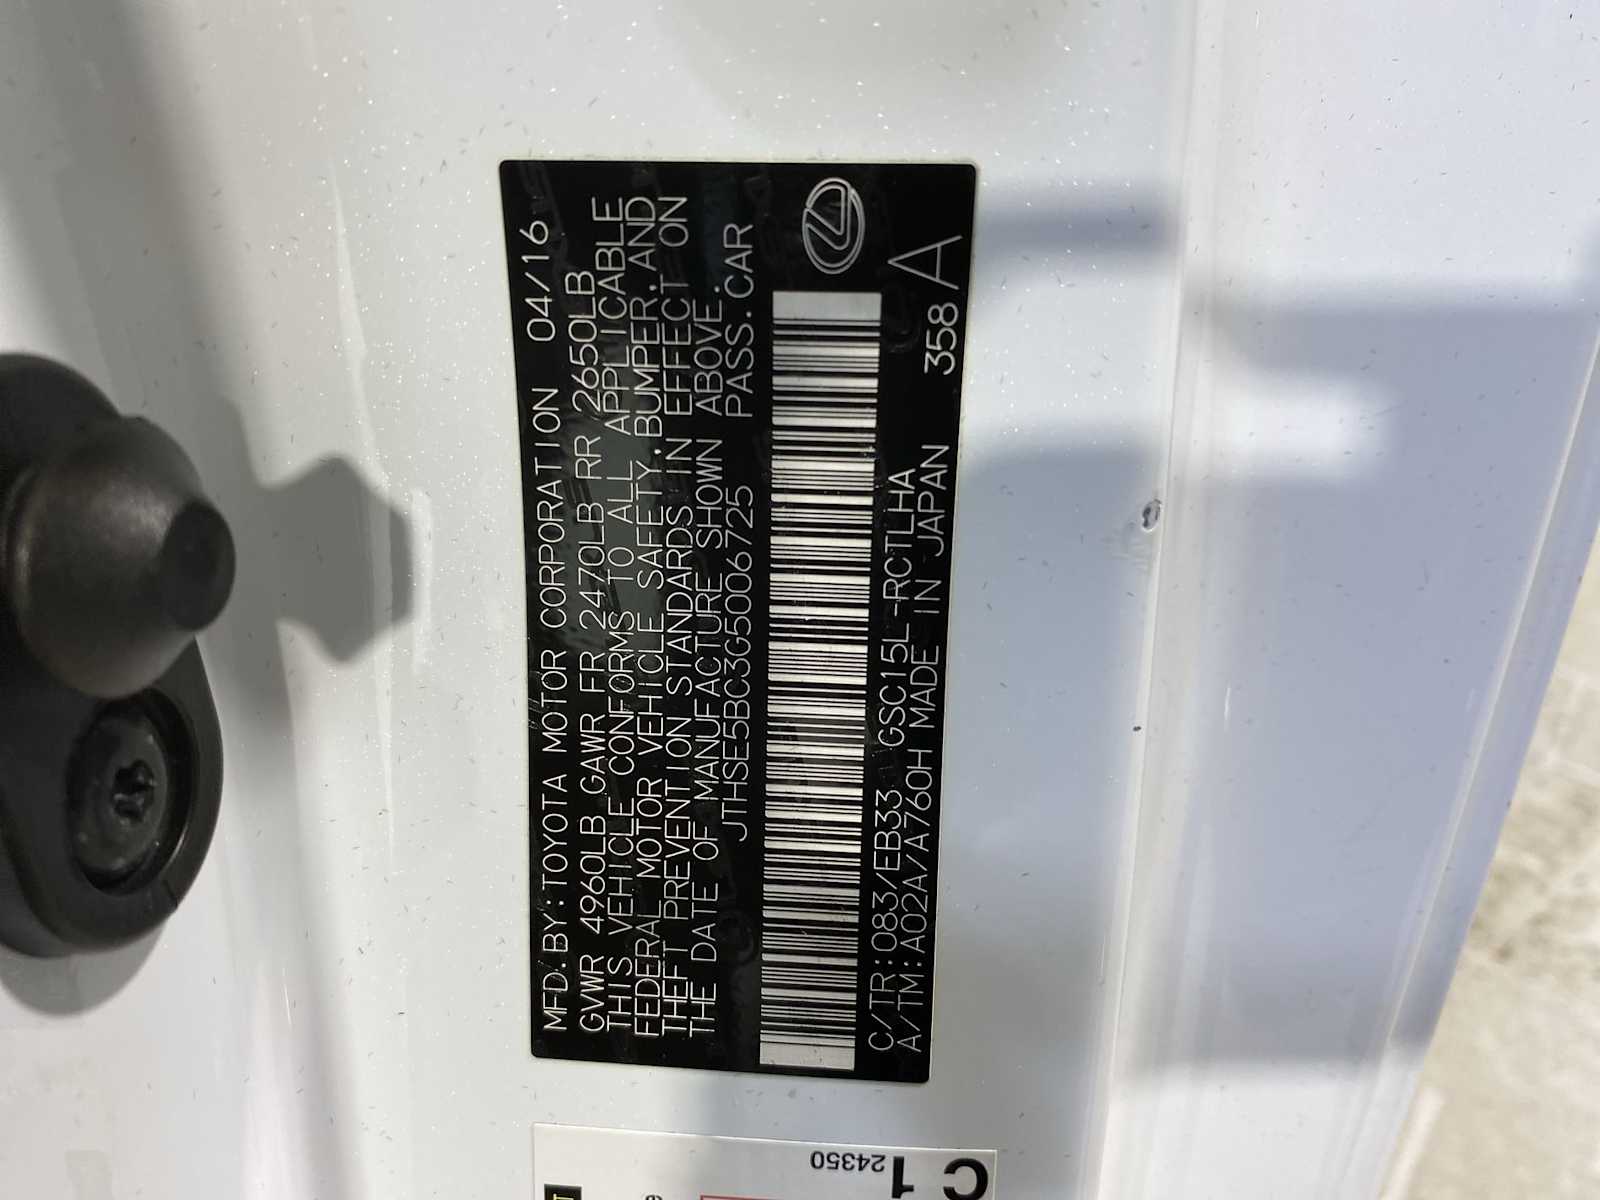 MFD.BY:TOYOTA MOTOR CORPORATION 04/16
GVWR 4960LB GAWR FR 2470LB RR 2650LB
THIS VEHICLE CONFORMS TO ALL APPLICABLE
FEDERAL MOTOR VEHICLE SAFETY,BUMPER,AND
THEFT PREVENTION STANDARDS IN EFFECT ON
THE DATE OF MANUFACTURE SHOWN ABOVE.
JTHSE5BC3G5006725 PASS.CAR
C/TR:083/EB33 GSC15L-RCTLHA
A/TM:A02A/A760H MADE IN JAPAN 358 A
C 1
24350